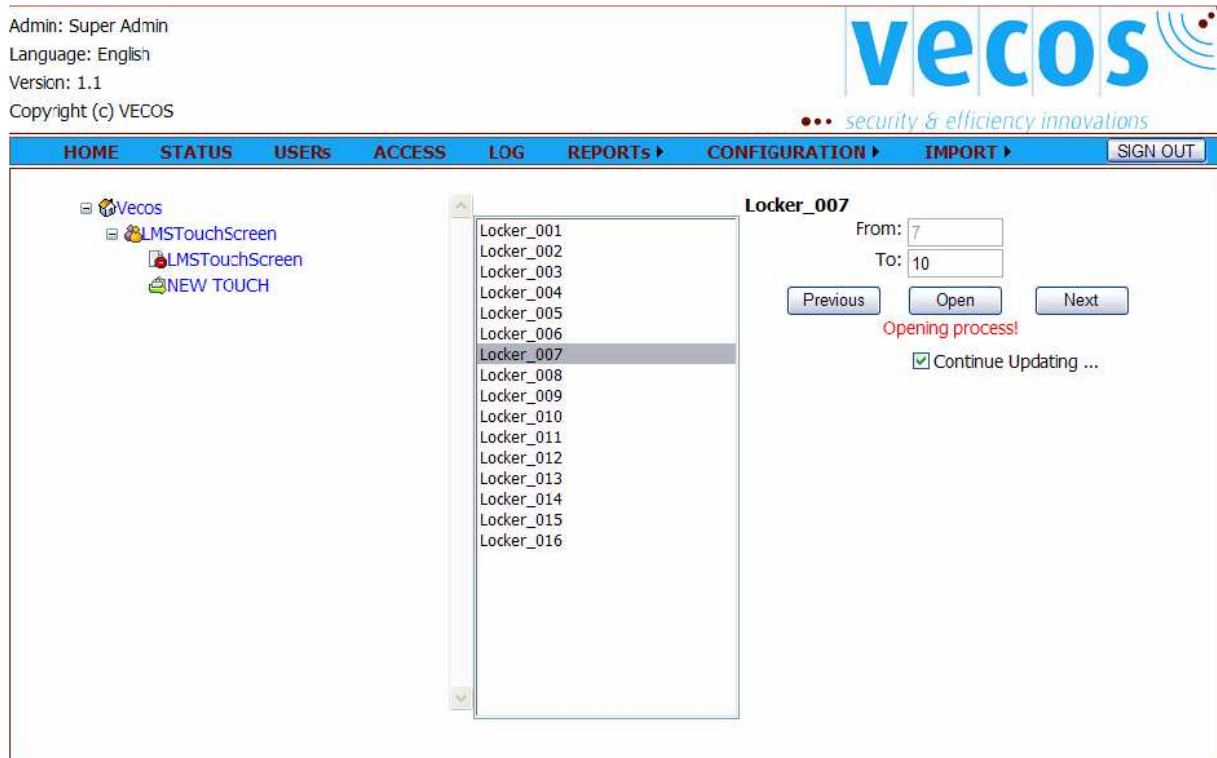 Admin: Super Admin
Language: English
Version: 1.1
Copyright (c) VECOS
vecos
security & efficiency innovations
HOME STATUS USERs ACCESS LOG REPORTs CONFIGURATION IMPORT SIGN OUT
Vecos
LMSTouchScreen
LMSTouchScreen
NEW TOUCH
Locker_001
Locker_002
Locker_003
Locker_004
Locker_005
Locker_006
Locker_007
Locker_008
Locker_009
Locker_010
Locker_011
Locker_012
Locker_013
Locker_014
Locker_015
Locker_016
Locker_007
From: 7
To: 10
Previous Open Next
Opening process!
Continue Updating ...